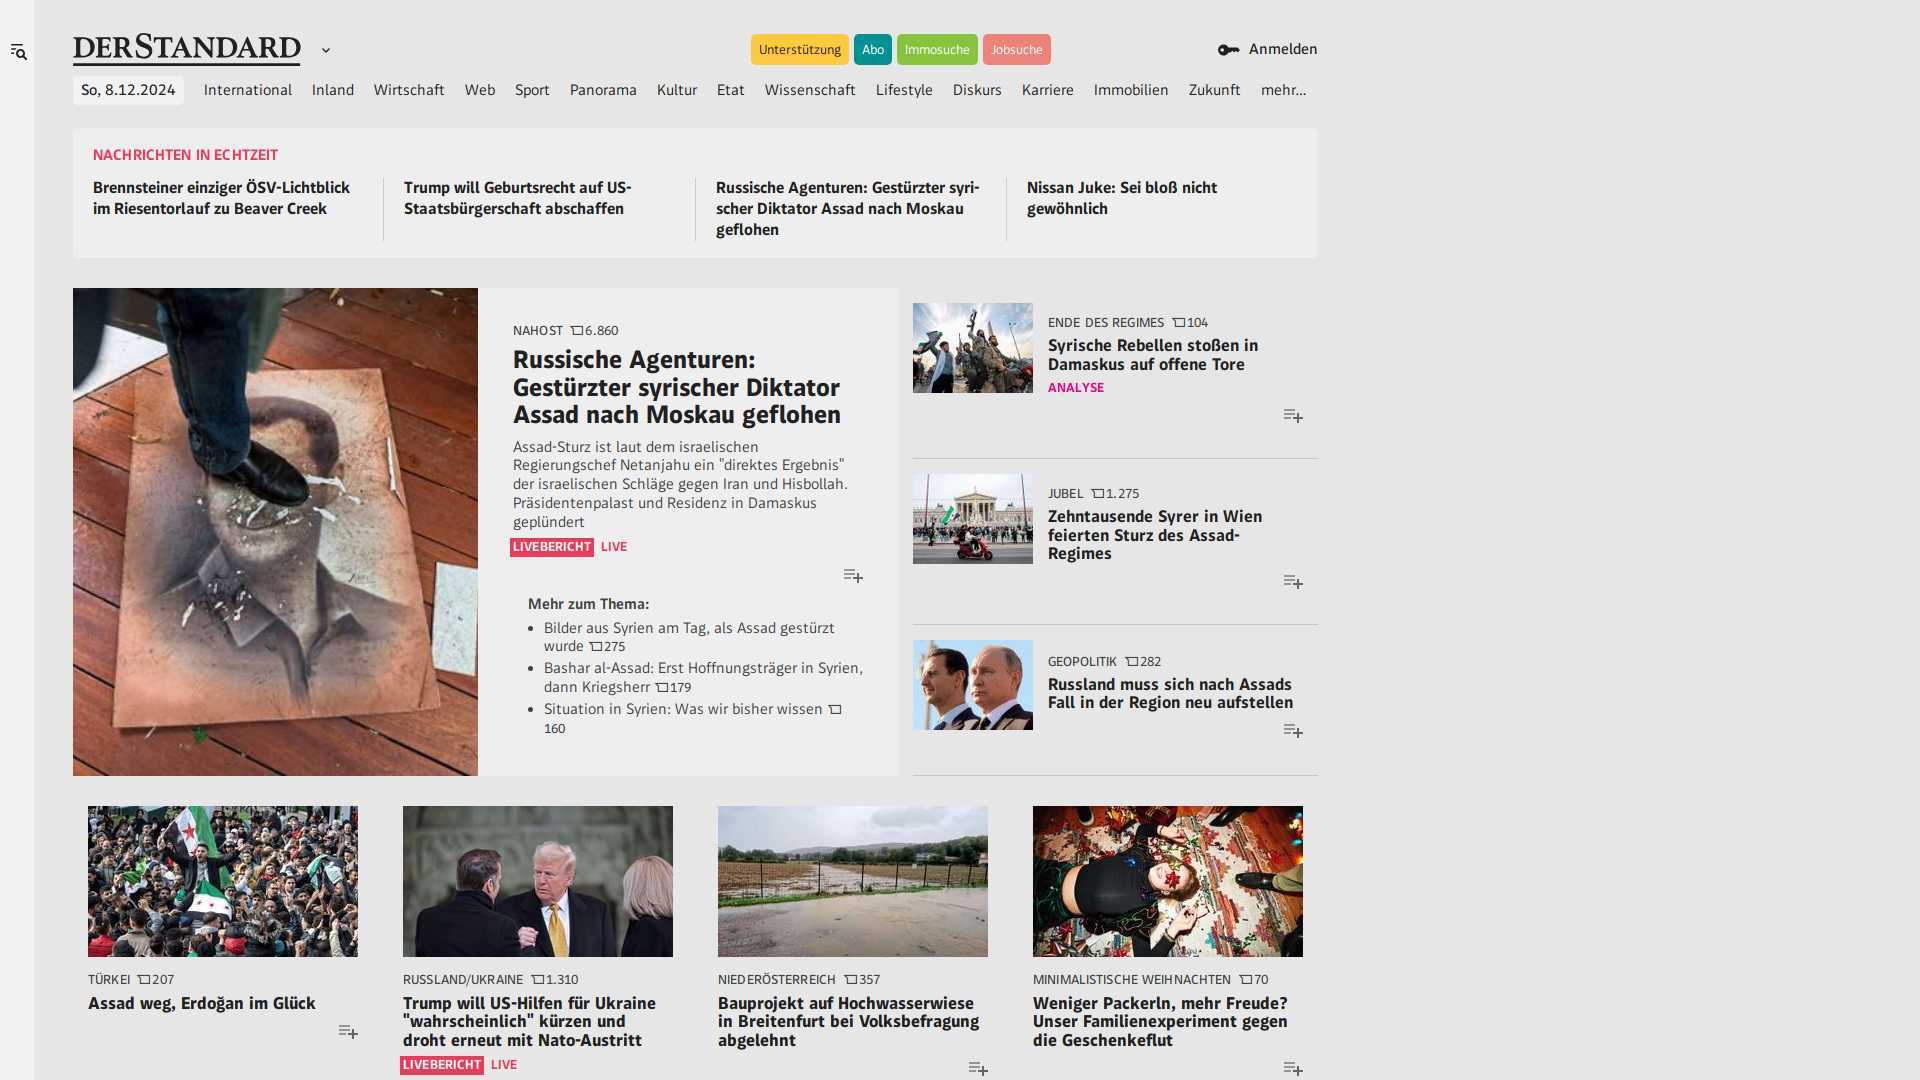 DERSTANDARD
Unterstützung
Abo
Immosuche
Jobsuche
Anmelden
So, 8.12.2024
International
Inland
Wirtschaft
Web
Sport
Panorama
Kultur
Etat
Wissenschaft
Lifestyle
Diskurs
Karriere
Immobilien
Zukunft
mehr...
NACHRICHTEN IN ECHTZEIT
Brennsteiner einziger ÖSV-Lichtblick
im Riesentorlauf zu Beaver Creek
Trump will Geburtsrecht auf US-
Staatsbürgerschaft abschaffen
Russische Agenturen: Gestürzter syri-
scher Diktator Assad nach Moskau
geflohen
Nissan Juke: Sei bloß nicht
gewöhnlich
NAHOST 6.860
Russische Agenturen:
Gestürzter syrischer Diktator
Assad nach Moskau geflohen
Assad-Sturz ist laut dem israelischen
Regierungschef Netanjahu ein "direktes Ergebnis"
der israelischen Schläge gegen Iran und Hisbollah.
Präsidentenpalast und Residenz in Damaskus
geplündert
LIVEBERICHT LIVE
Mehr zum Thema:
Bilder aus Syrien am Tag, als Assad gestürzt
wurde 275
Bashar al-Assad: Erst Hoffnungsträger in Syrien,
dann Kriegsherr 179
Situation in Syrien: Was wir bisher wissen
160
ENDE DES REGIMES 104
Syrische Rebellen stoßen in
Damaskus auf offene Tore
ANALYSE
JUBEL 1.275
Zehntausende Syrer in Wien
feierten Sturz des Assad-
Regimes
GEOPOLITIK 282
Russland muss sich nach Assads
Fall in der Region neu aufstellen
TÜRKEI 207
Assad weg, Erdoğan im Glück
RUSSLAND/UKRAINE 1.310
Trump will US-Hilfen für Ukraine
"wahrscheinlich" kürzen und
droht erneut mit Nato-Austritt
LIVEBERICHT LIVE
NIEDERÖSTERREICH 357
Bauprojekt auf Hochwasserwiese
in Breitenfurt bei Volksbefragung
abgelehnt
MINIMALISTISCHE WEIHNACHTEN 70
Weniger Packerln, mehr Freude?
Unser Familienexperiment gegen
die Geschenkeflut